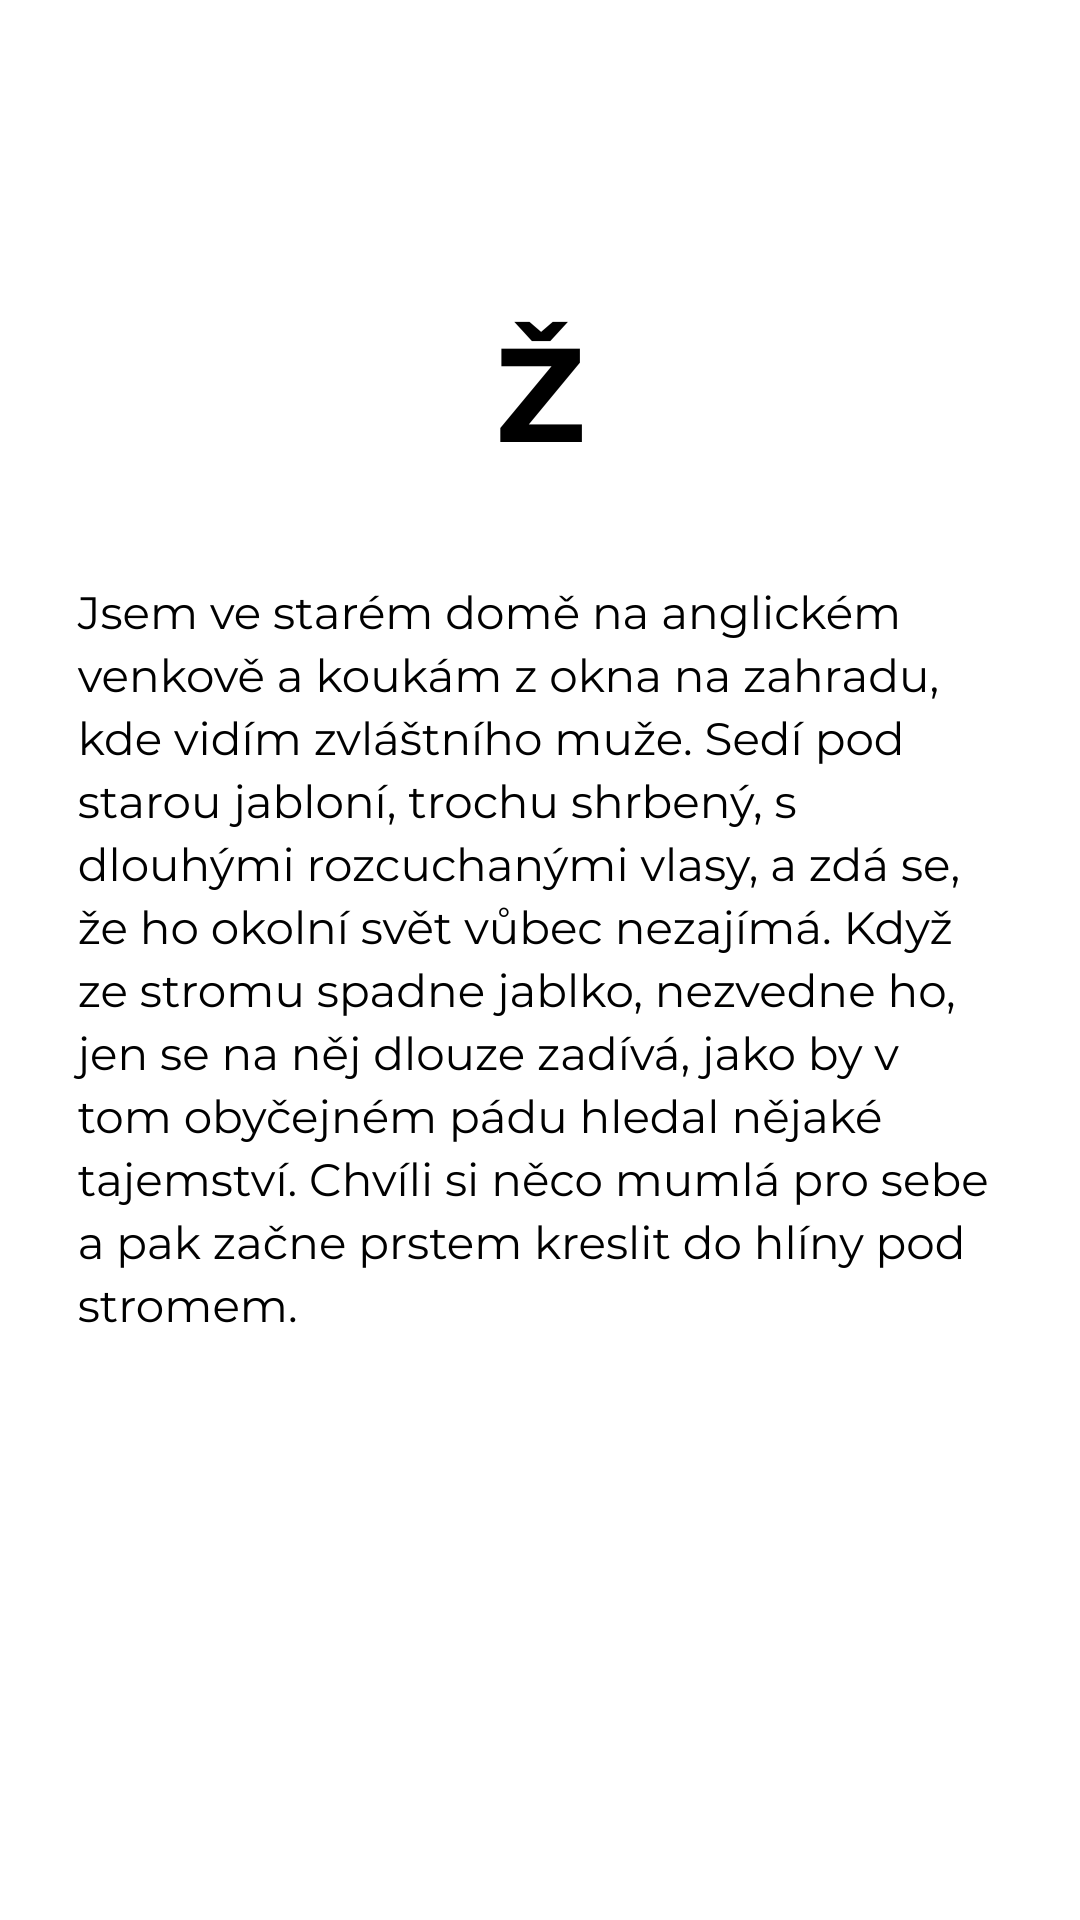 Ž
Jsem ve starém domě na anglickém
venkově a koukám z okna na zahradu,
kde vidím zvláštního muže. Sedí pod
starou jabloní, trochu shrbený, s
dlouhými rozcuchanými vlasy, a zdá se,
že ho okolní svět vůbec nezajímá. Když
ze stromu spadne jablko, nezvedne ho,
jen se na něj dlouze zadívá, jako by v
tom obyčejném pádu hledal nějaké
tajemství. Chvíli si něco mumlá pro sebe
a pak začne prstem kreslit do hlíny pod
stromem.